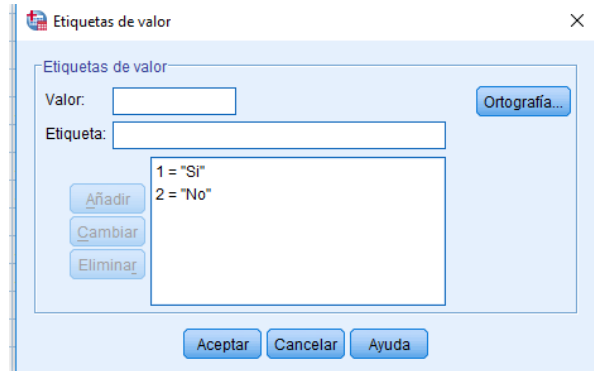 Etiquetas de valor
Etiquetas de valor
Valor:
Ortografía...
Etiqueta:
1 = "Si"
2 = "No"
Añadir
Cambiar
Eliminar
Aceptar
Cancelar
Ayuda